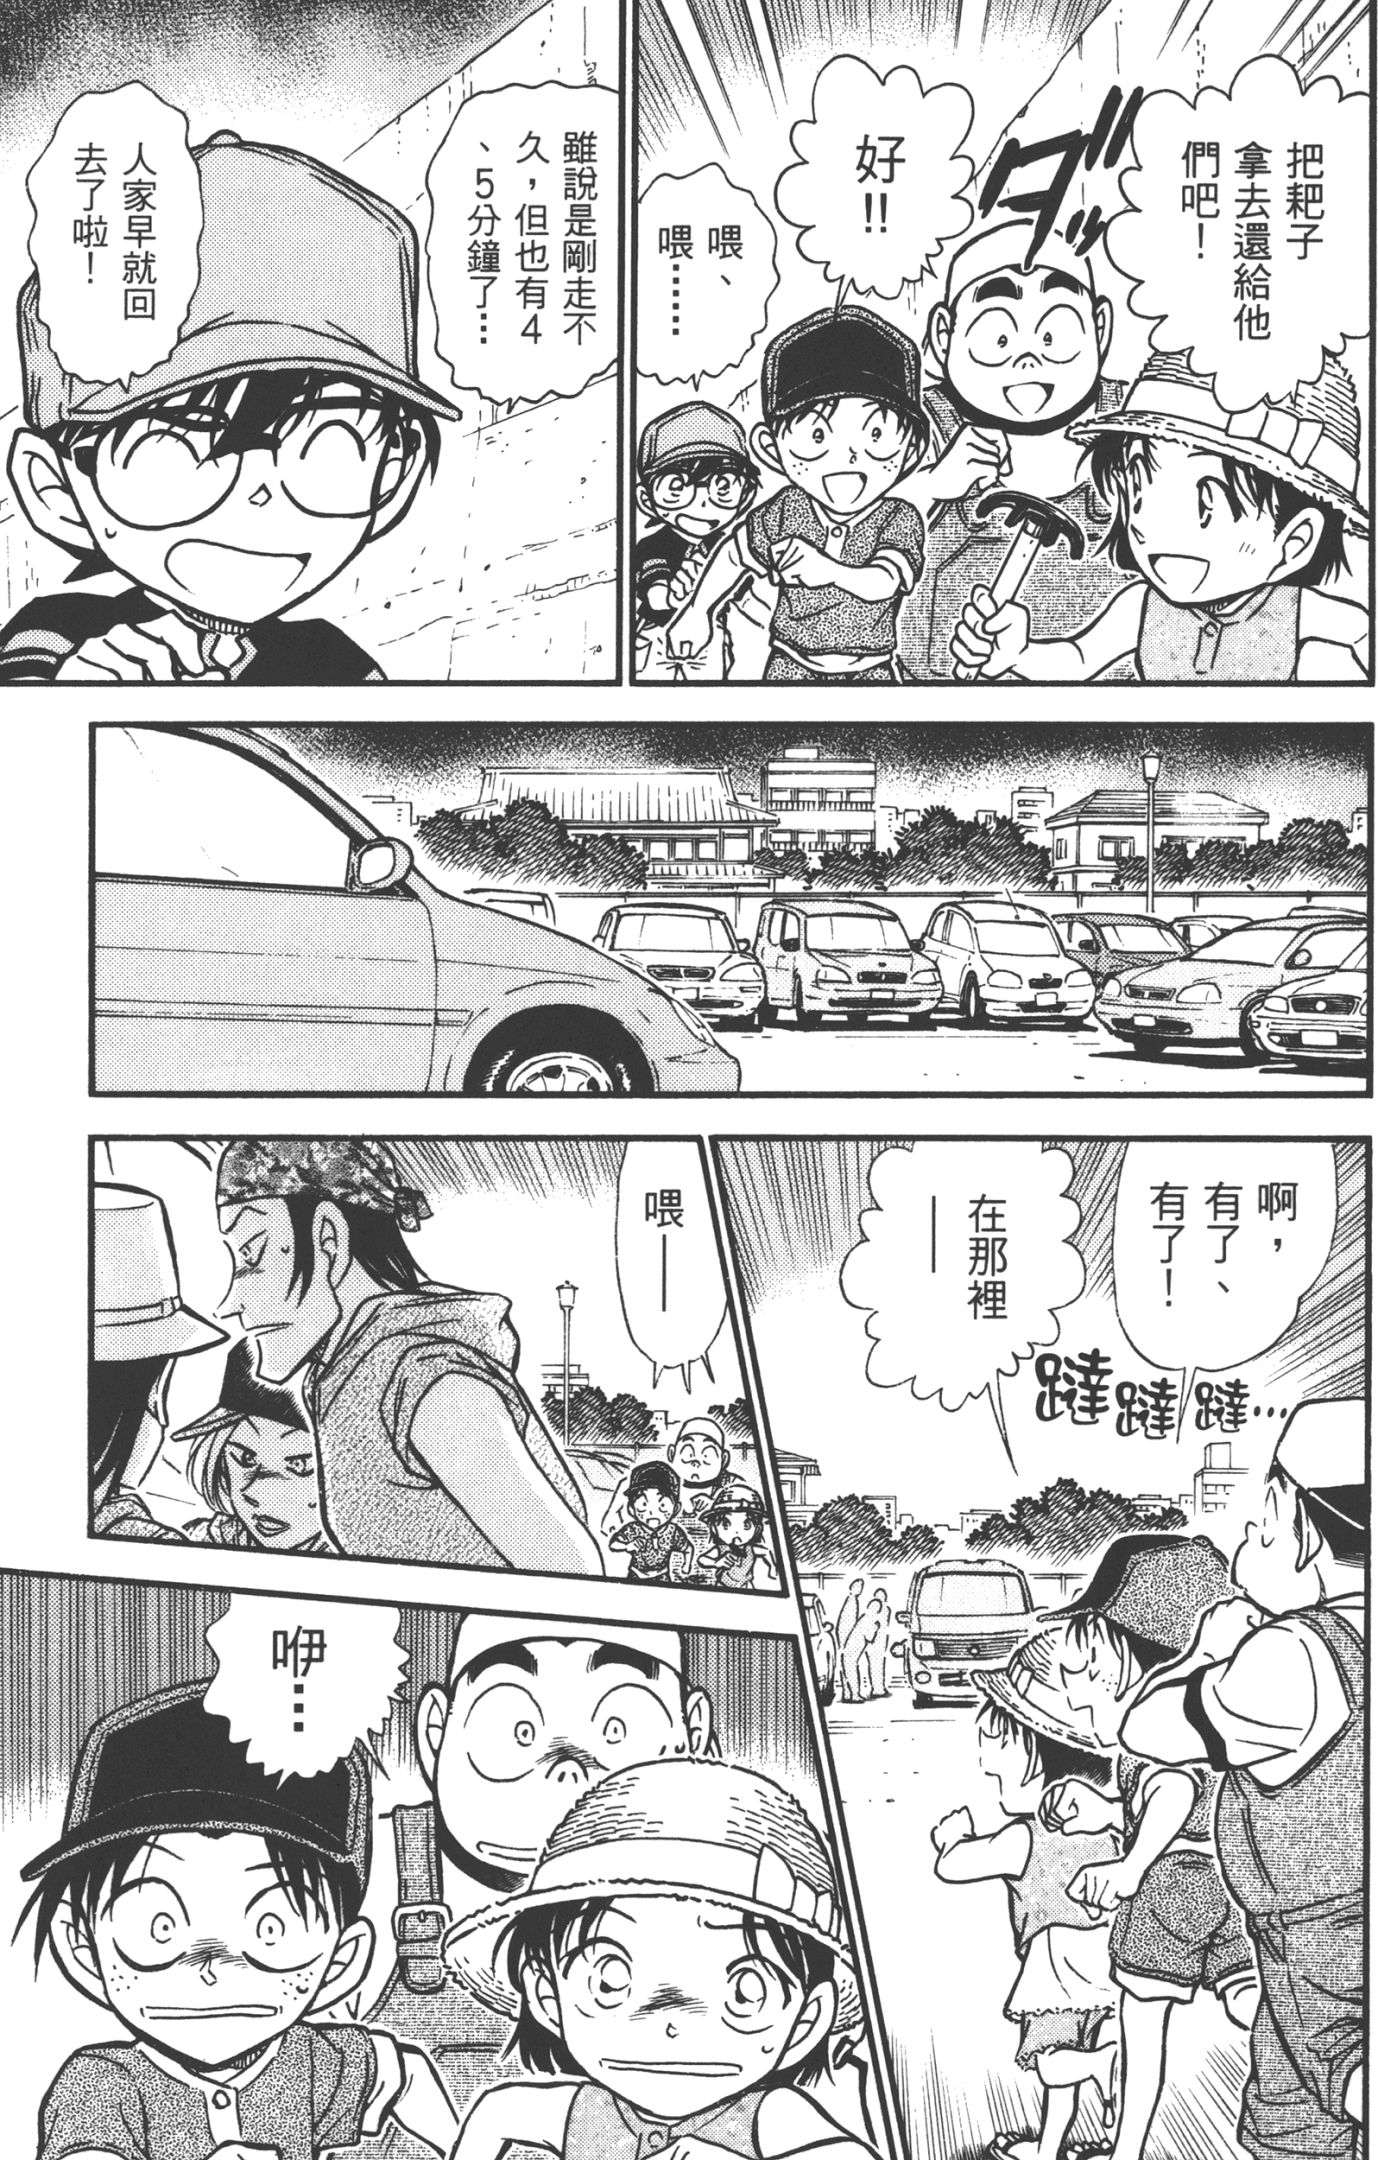 把耙子
拿去還給他
們吧！
好!!
喂、
喂……
雖說是剛走不
久，但也有4
、5分鐘了…
人家早就回
去了啦！
啊，
有了、
有了！
在那裡
——
躂躂躂…
喂——
咿…